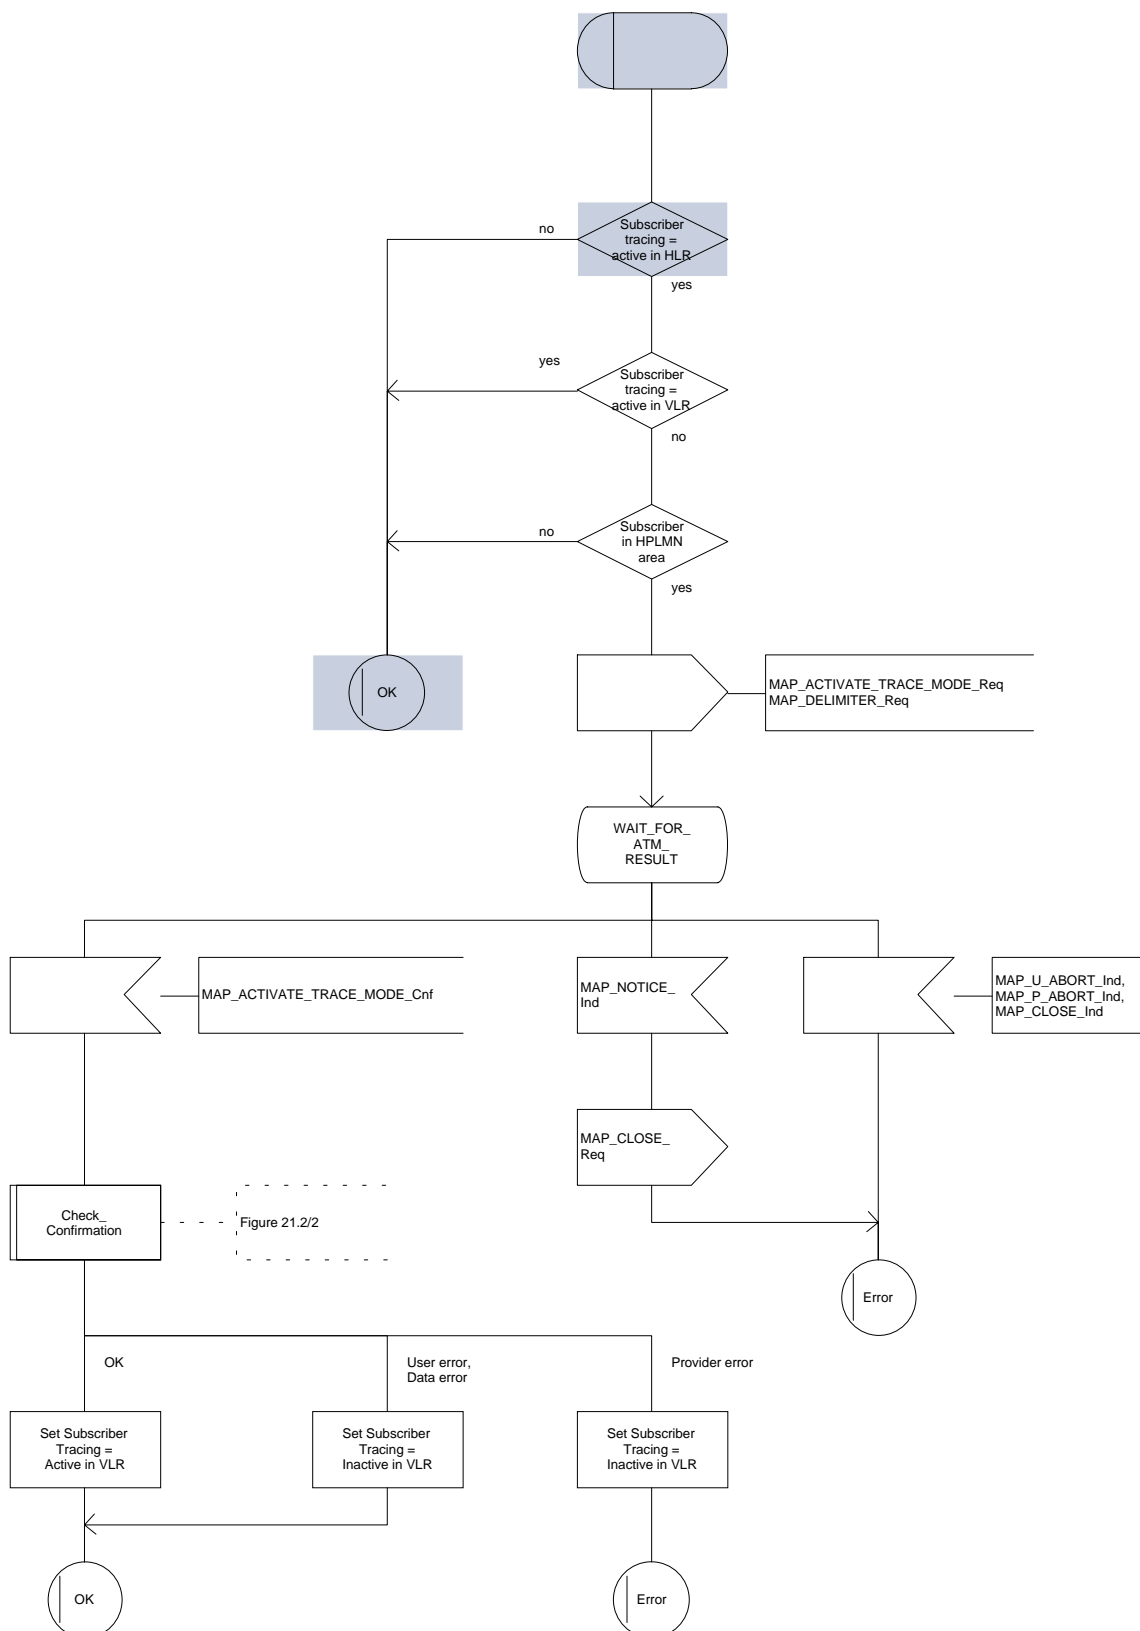 Subscriber
tracing =
active in HLR
no
yes
Subscriber
tracing =
active in VLR
yes
no
Subscriber
in HPLMN
area
no
yes
OK
MAP_ACTIVATE_TRACE_MODE_Req
MAP_DELIMITER_Req
WAIT_FOR_
ATM_
RESULT
MAP_ACTIVATE_TRACE_MODE_Cnf
MAP_NOTICE_
Ind
MAP_U_ABORT_Ind,
MAP_P_ABORT_Ind,
MAP_CLOSE_Ind
MAP_CLOSE_
Req
Check_
Confirmation
Figure 21.2/2
Error
OK
User error,
Data error
Provider error
Set Subscriber
Tracing =
Active in VLR
Set Subscriber
Tracing =
Inactive in VLR
Set Subscriber
Tracing =
Inactive in VLR
OK
Error